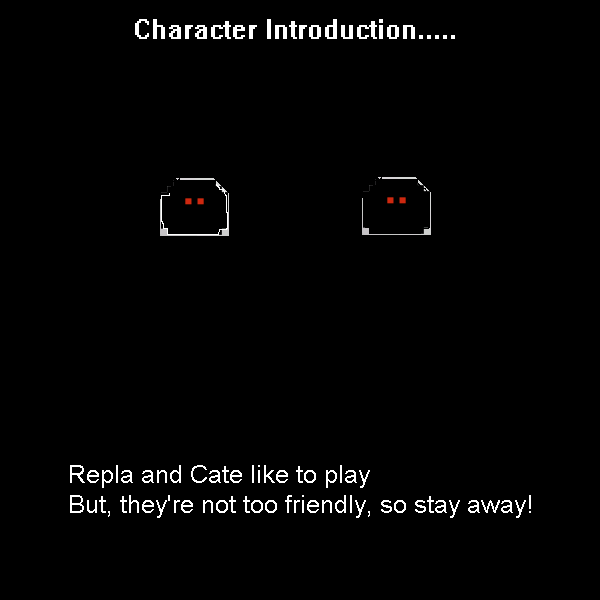 Character Introduction.....
Repla and Cate like to play
But, they're not too friendly, so stay away!